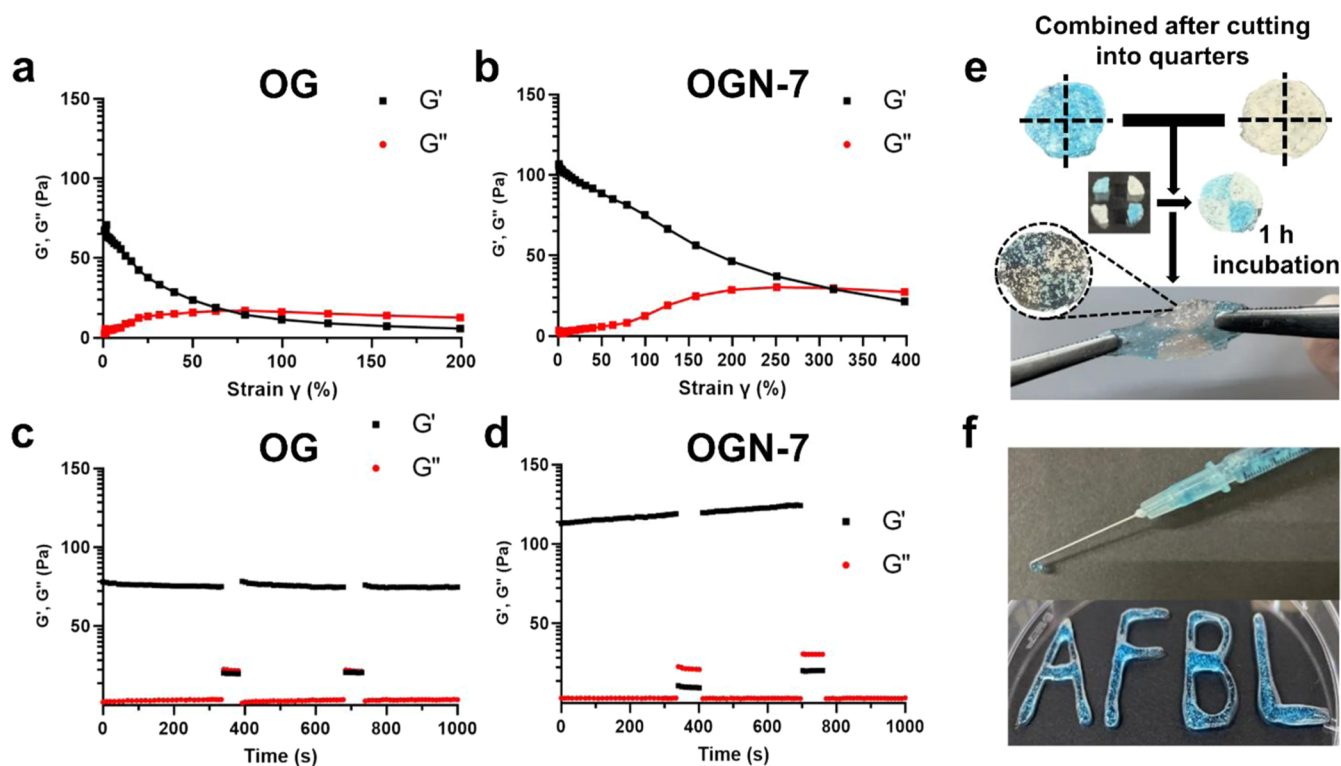 a
OG
G'
G"
150
100
50
0
G', G" (Pa)
0
50
100
150
200
Strain γ (%)
b
OGN-7
G'
G"
150
100
50
0
G', G" (Pa)
0
50
100
150
200
250
300
350
400
Strain γ (%)
e
Combined after cutting
into quarters
1 h
incubation
c
OG
G'
G"
150
100
50
G', G" (Pa)
0
200
400
600
800
1000
Time (s)
d
OGN-7
G'
G"
150
100
50
G', G" (Pa)
0
200
400
600
800
1000
Time (s)
f
AFBL